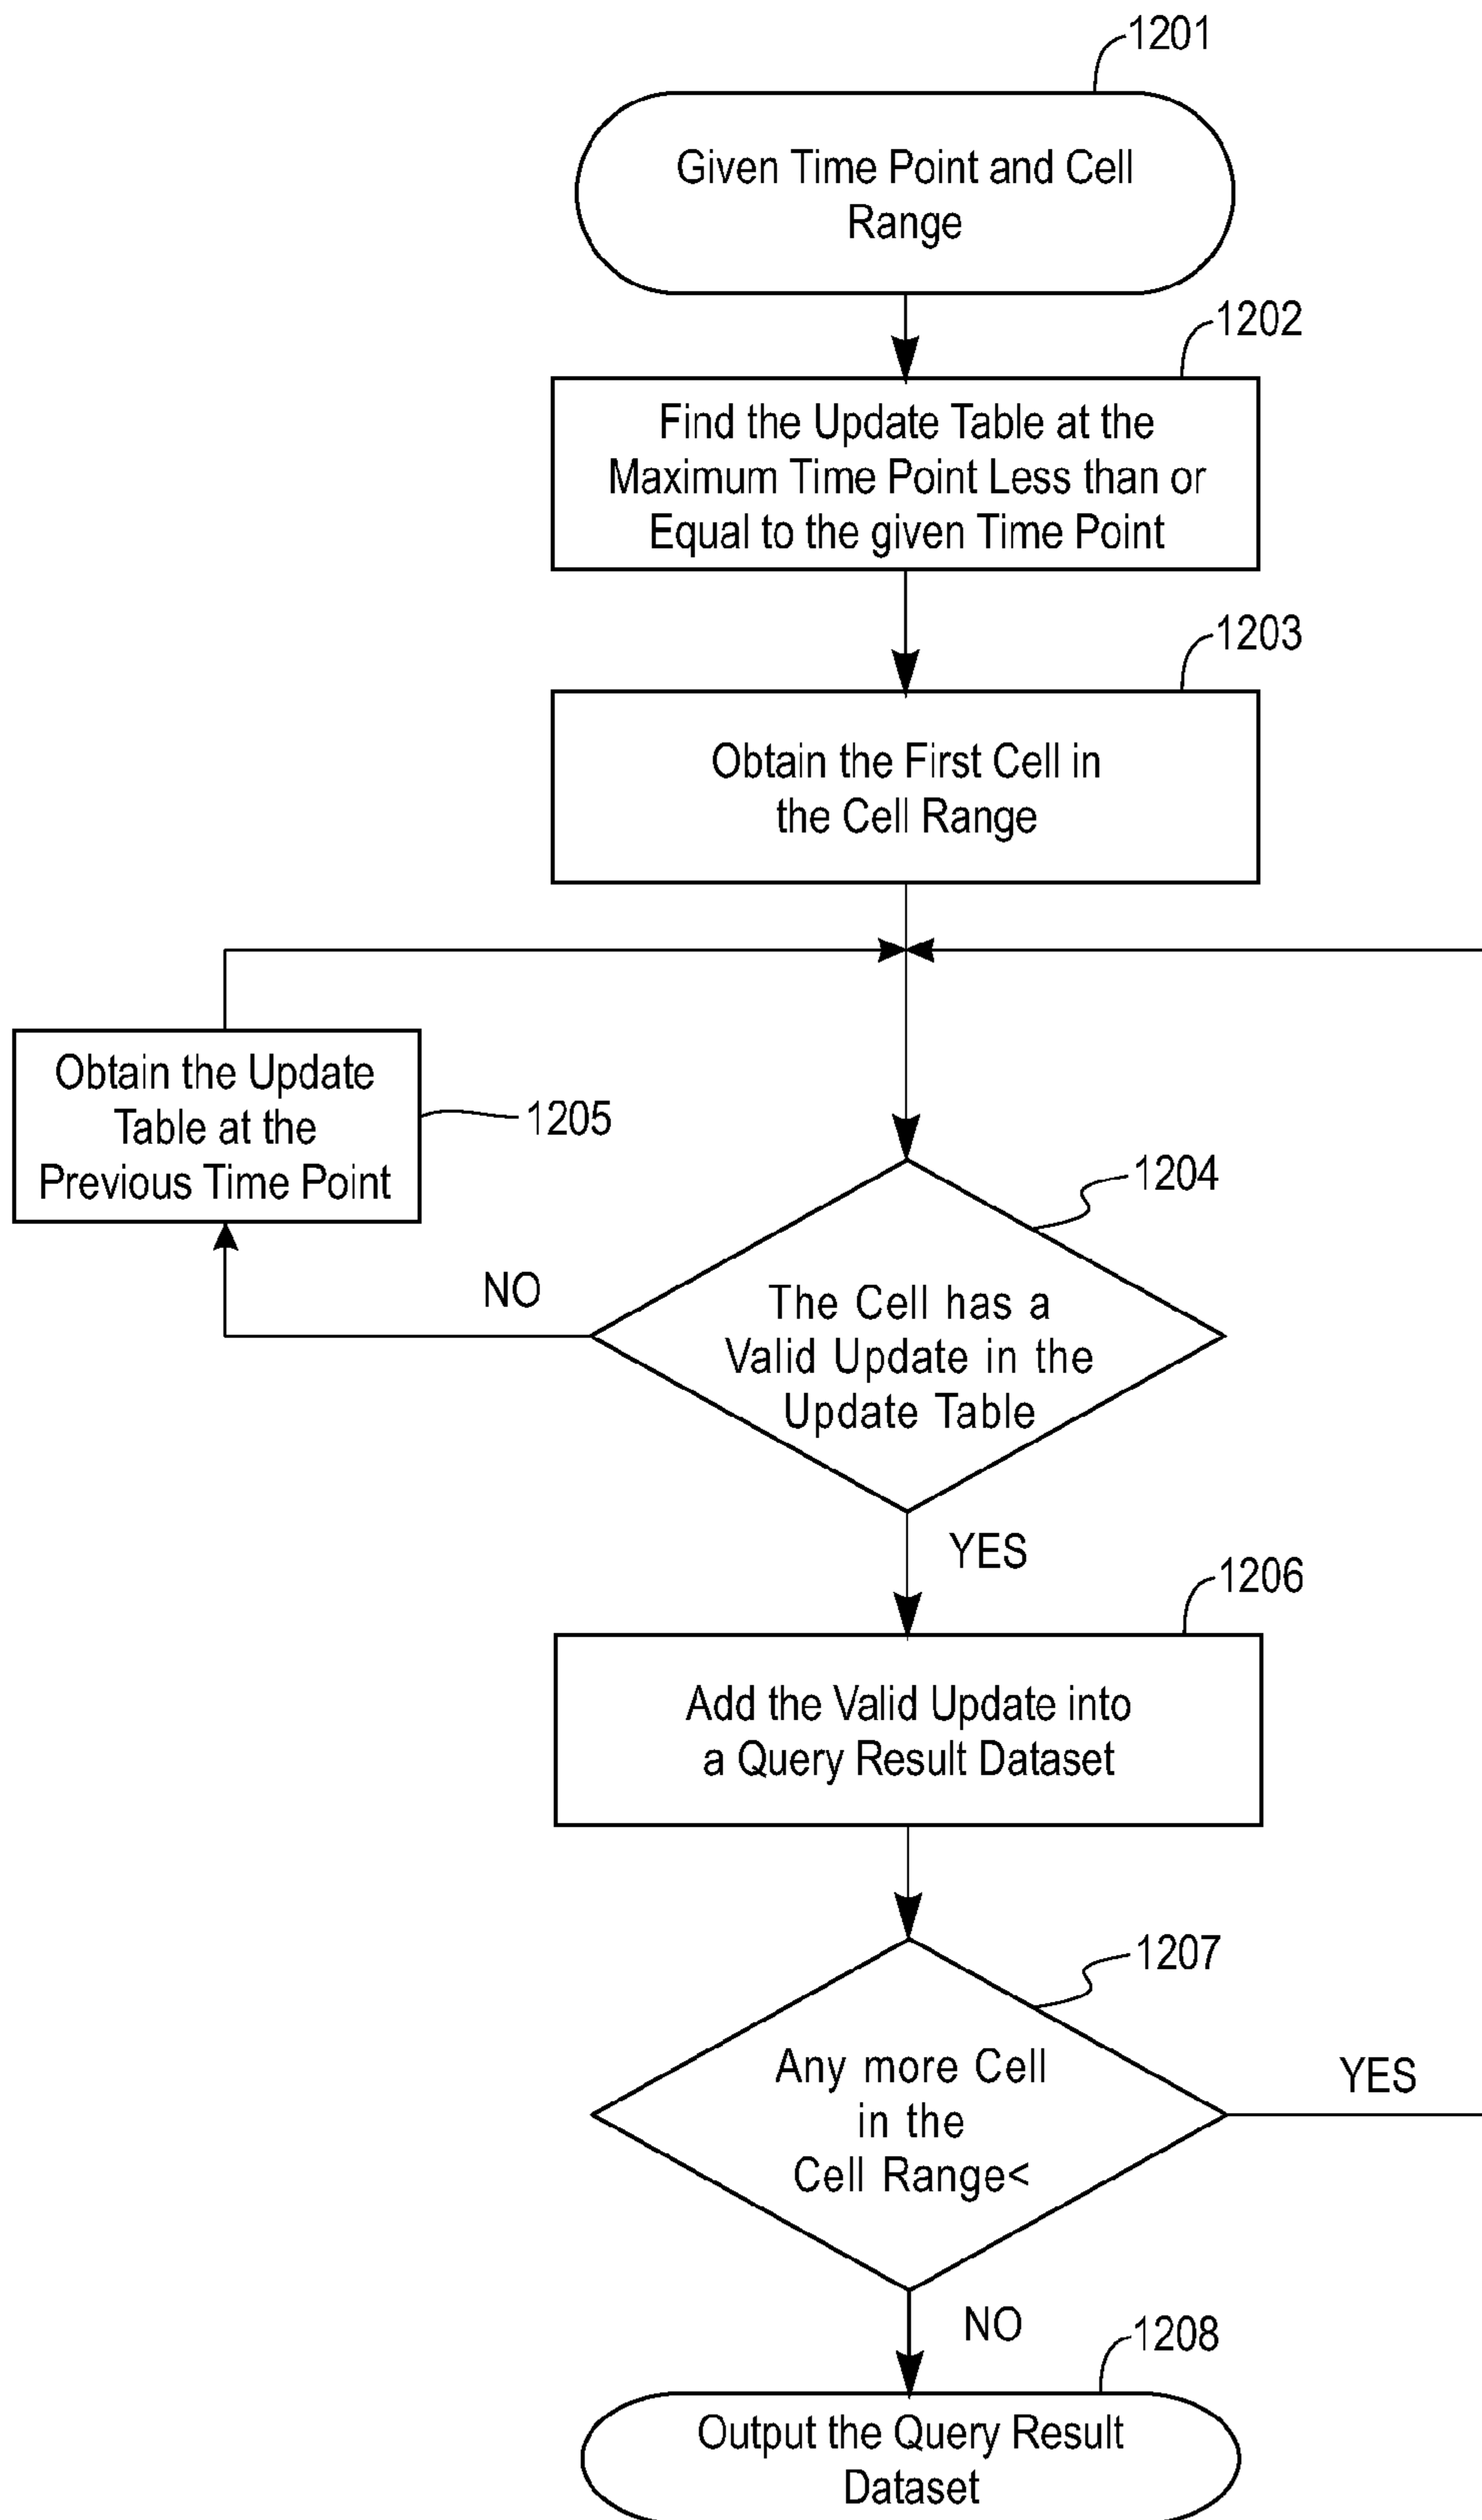 1201
Given Time Point and Cell
Range
1202
Find the Update Table at the
Maximum Time Point Less than or
Equal to the given Time Point
1203
Obtain the First Cell in
the Cell Range
Obtain the Update
Table at the
Previous Time Point
1205
1204
NO
The Cell has a
Valid Update in the
Update Table
YES
1206
Add the Valid Update into
a Query Result Dataset
1207
Any more Cell
in the
Cell Range<
YES
NO
1208
Output the Query Result
Dataset